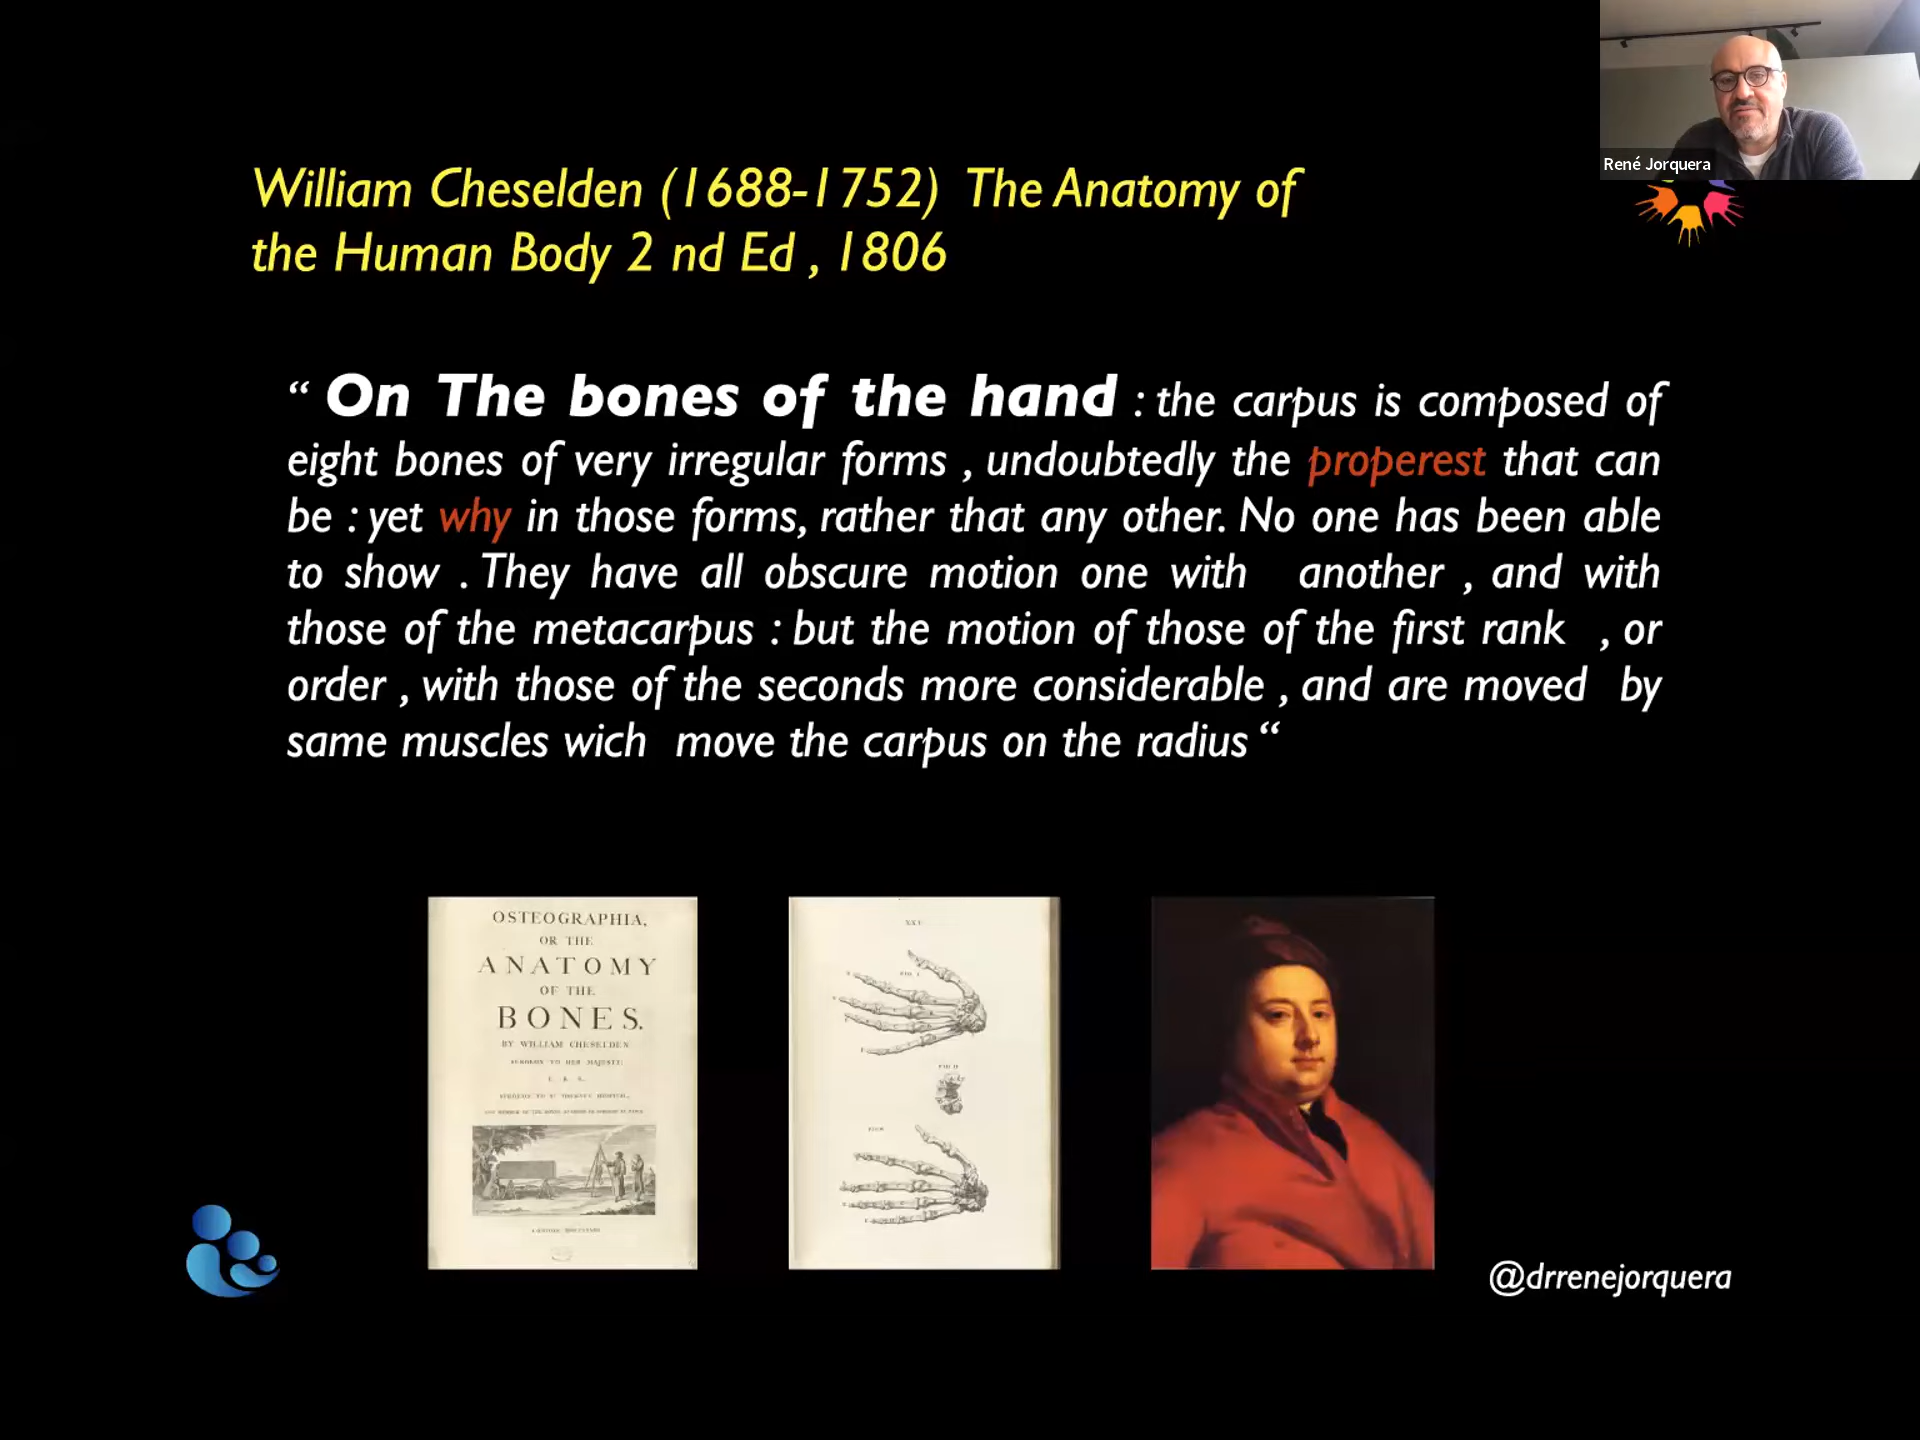 René Jorquera
William Cheselden (1688-1752) The Anatomy of
the Human Body 2 nd Ed , 1806
“ On The bones of the hand : the carpus is composed of
eight bones of very irregular forms , undoubtedly the properest that can
be : yet why in those forms, rather that any other. No one has been able
to show . They have all obscure motion one with another , and with
those of the metacarpus : but the motion of those of the first rank , or
order , with those of the seconds more considerable , and are moved by
same muscles wich move the carpus on the radius “
OSTEOGRAPHIA,
OR THE
ANATOMY
OF THE
BONES.
BY WILLIAM CHESELDEN
SURGEON TO HER MAJESTY;
@drrenejorquera